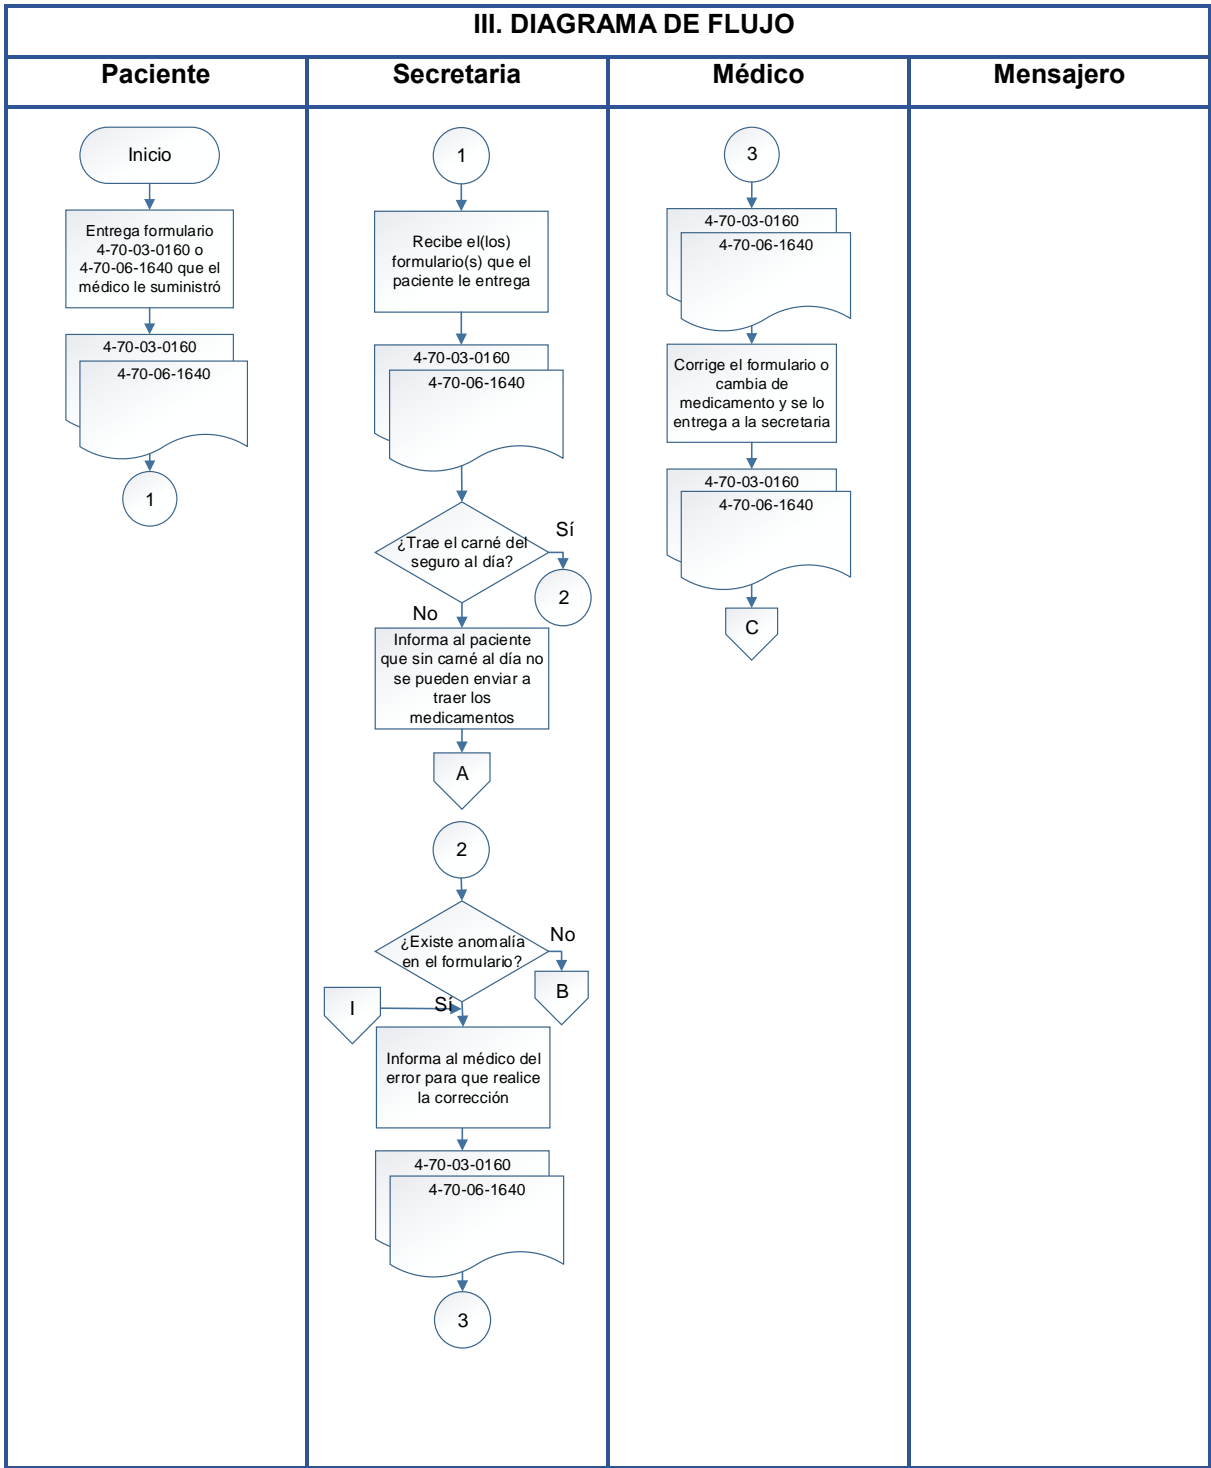 III. DIAGRAMA DE FLUJO
Paciente
Secretaria
Médico
Mensajero
Inicio
Entrega formulario
4-70-03-0160 o
4-70-06-1640 que el
médico le suministró
4-70-03-0160
4-70-06-1640
1
1
Recibe el(los)
formulario(s) que el
paciente le entrega
4-70-03-0160
4-70-06-1640
¿Trae el carné del
seguro al día?
Sí
2
No
Informa al paciente
que sin carné al día no
se pueden enviar a
traer los
medicamentos
A
2
¿Existe anomalía
en el formulario?
No
B
I
Sí
Informa al médico del
error para que realice
la corrección
4-70-03-0160
4-70-06-1640
3
3
4-70-03-0160
4-70-06-1640
Corrige el formulario o
cambia de
medicamento y se lo
entrega a la secretaria
4-70-03-0160
4-70-06-1640
C